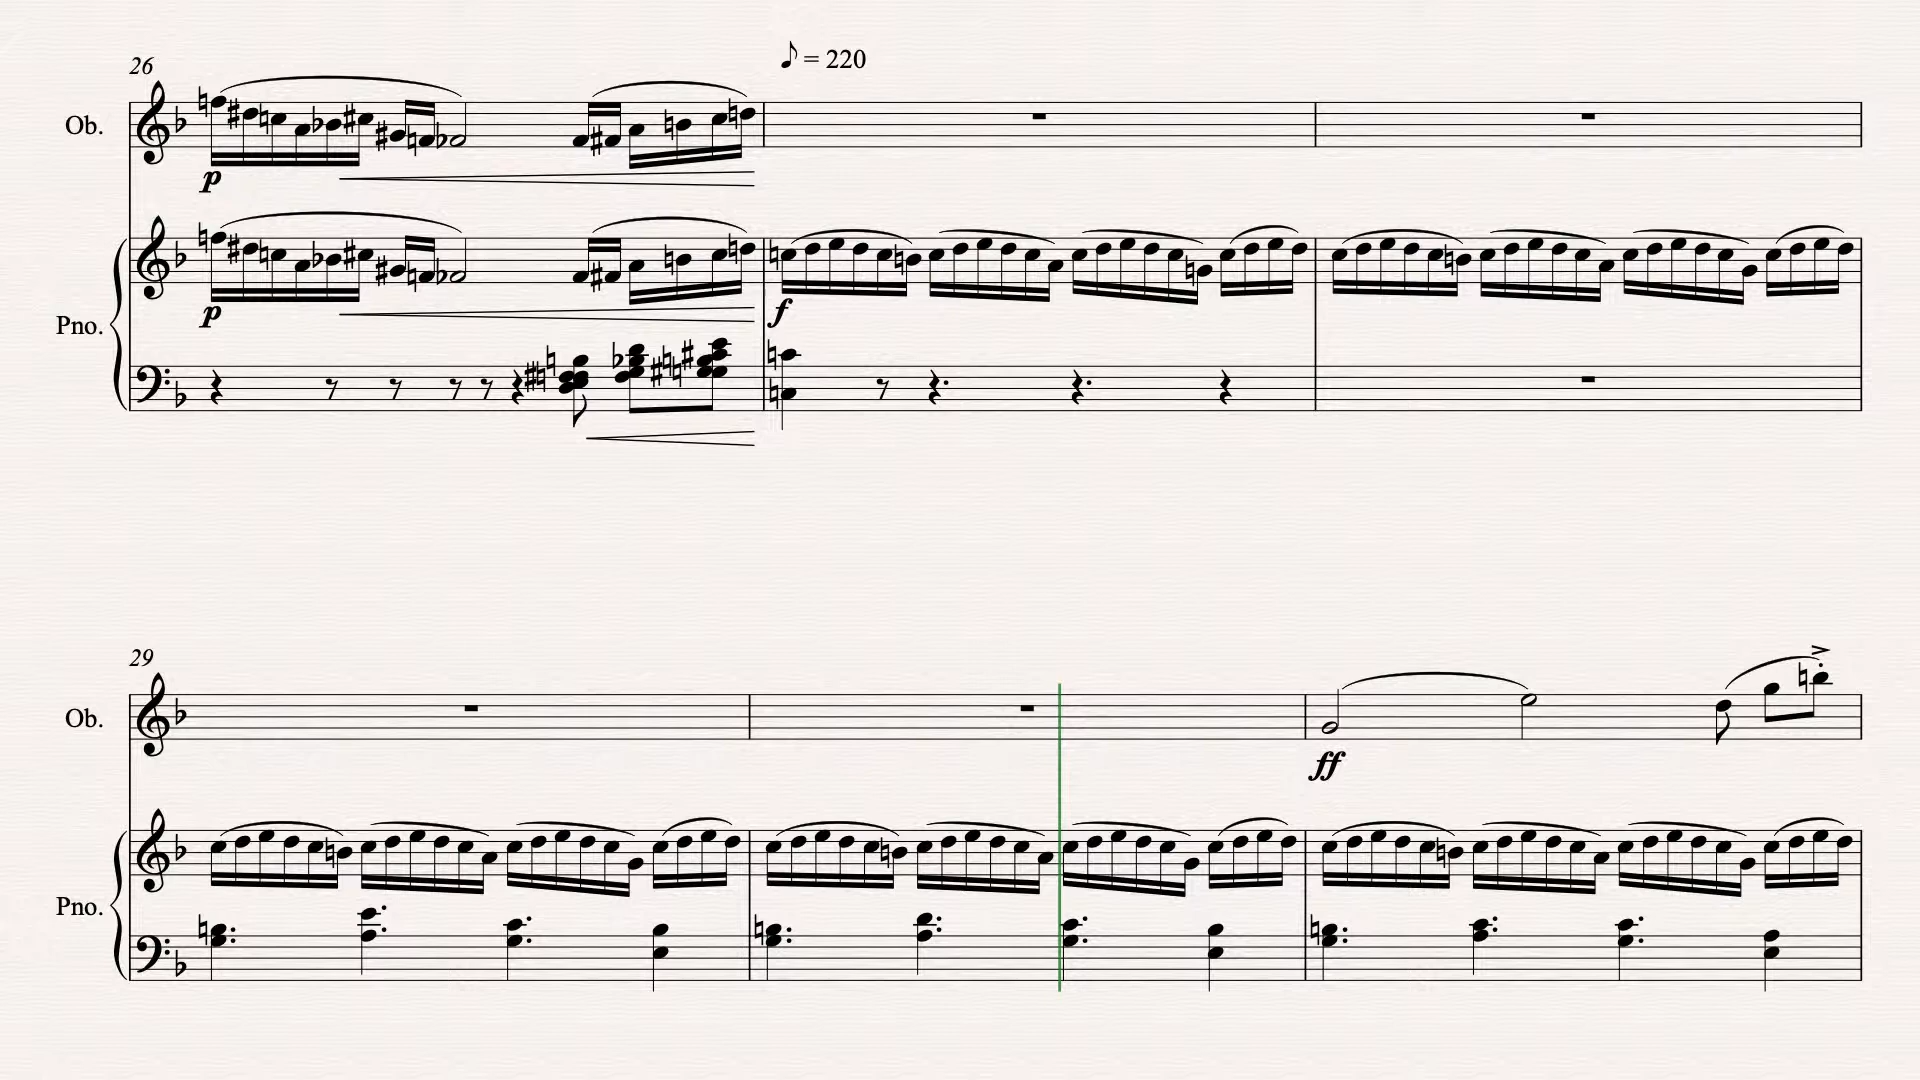 26
♪ = 220
Ob.
p
Pno.
p
f
29
Ob.
ff
Pno.